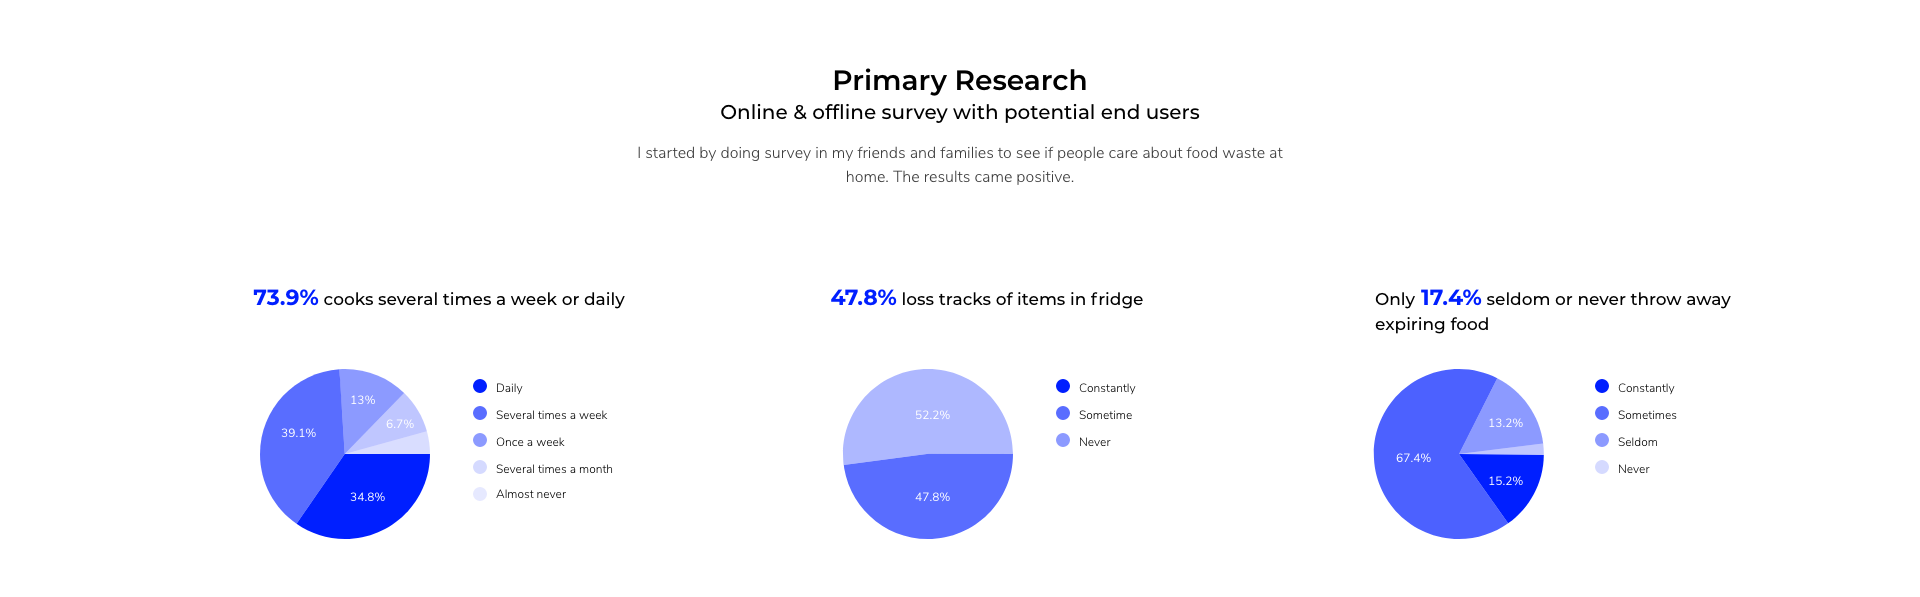 Primary Research
Online & offline survey with potential end users
I started by doing survey in my friends and families to see if people care about food waste at
home. The results came positive.
73.9% cooks several times a week or daily
39.1%
13%
6.7%
34.8%
Daily
Several times a week
Once a week
Several times a month
Almost never
47.8% loss tracks of items in fridge
52.2%
47.8%
Constantly
Sometime
Never
Only 17.4% seldom or never throw away
expiring food
67.4%
13.2%
15.2%
Constantly
Sometimes
Seldom
Never